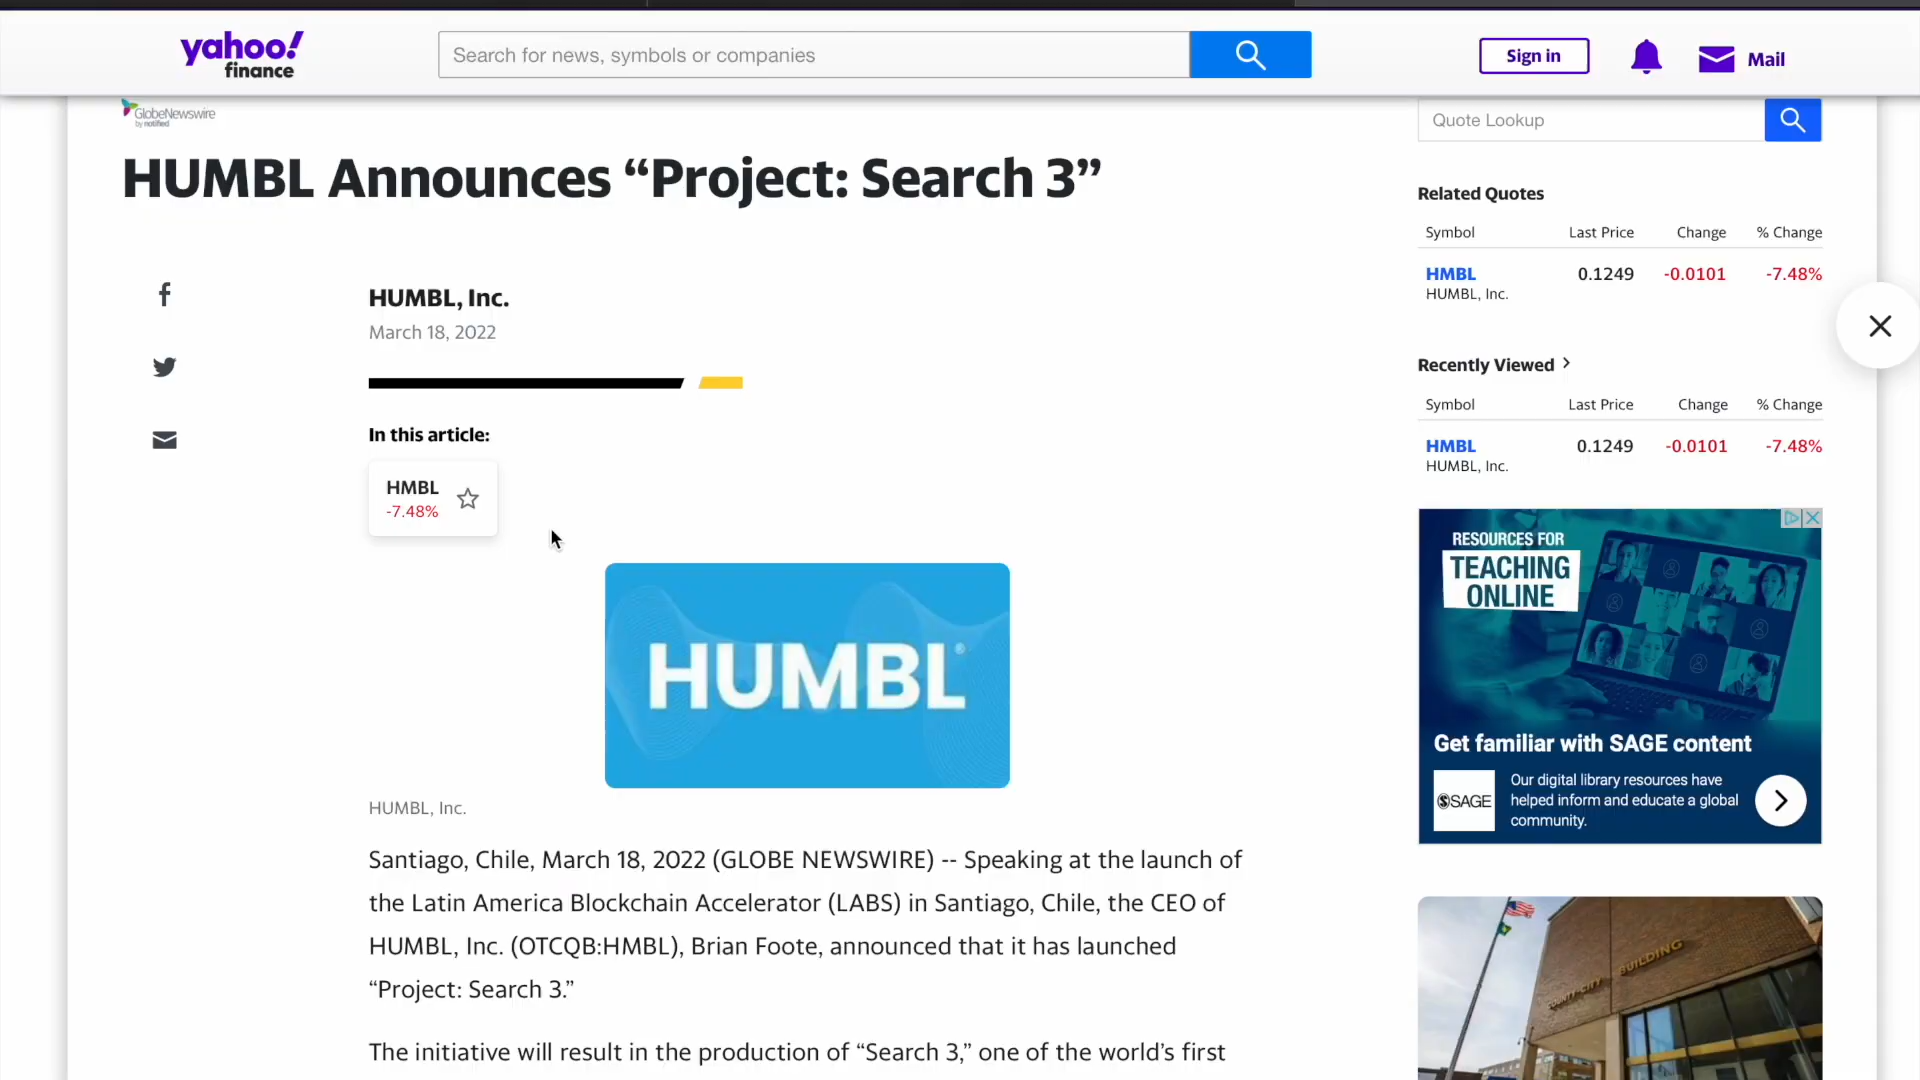 yahoo!
finance
Search for news, symbols or companies
Sign in
Mail
GlobeNewswire
by notified
HUMBL Announces “Project: Search 3”
HUMBL, Inc.
March 18, 2022
In this article:
HMBL
-7.48%
HUMBL®
HUMBL, Inc.
Santiago, Chile, March 18, 2022 (GLOBE NEWSWIRE) -- Speaking at the launch of
the Latin America Blockchain Accelerator (LABS) in Santiago, Chile, the CEO of
HUMBL, Inc. (OTCQB:HMBL), Brian Foote, announced that it has launched
“Project: Search 3.”
The initiative will result in the production of “Search 3,” one of the world’s first
Quote Lookup
Related Quotes
Symbol Last Price Change % Change
HMBL 0.1249 -0.0101 -7.48%
HUMBL, Inc.
Recently Viewed
Symbol Last Price Change % Change
HMBL 0.1249 -0.0101 -7.48%
HUMBL, Inc.
RESOURCES FOR
TEACHING
ONLINE
Get familiar with SAGE content
SAGE
Our digital library resources have
helped inform and educate a global
community.
COUNTY-CITY BUILDING